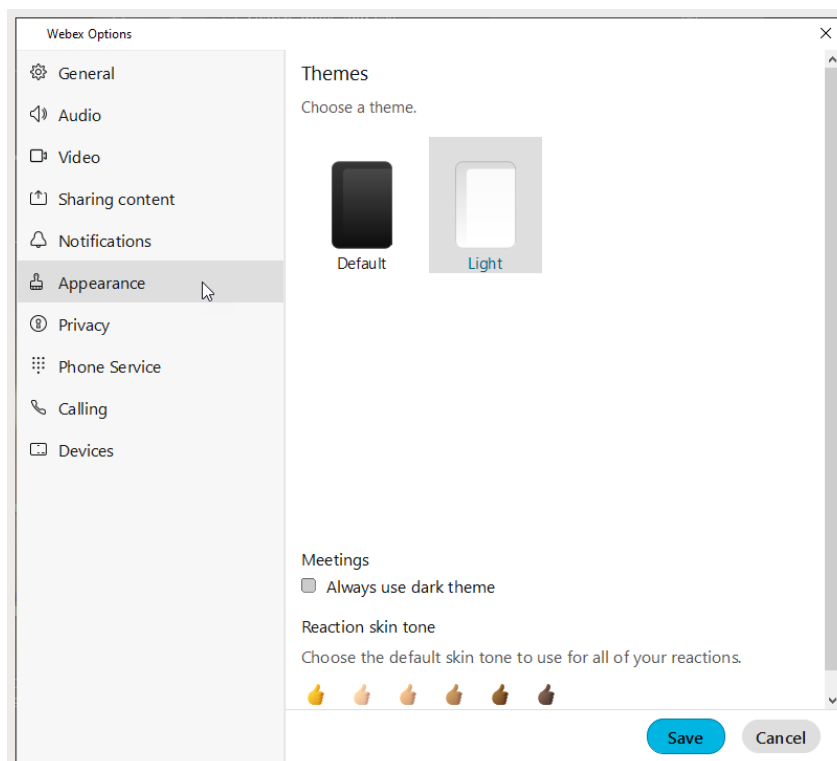 Webex Options
General
Audio
Video
Sharing content
Notifications
Appearance
Privacy
Phone Service
Calling
Devices
Themes
Choose a theme.
Default
Light
Meetings
Always use dark theme
Reaction skin tone
Choose the default skin tone to use for all of your reactions.
Save
Cancel